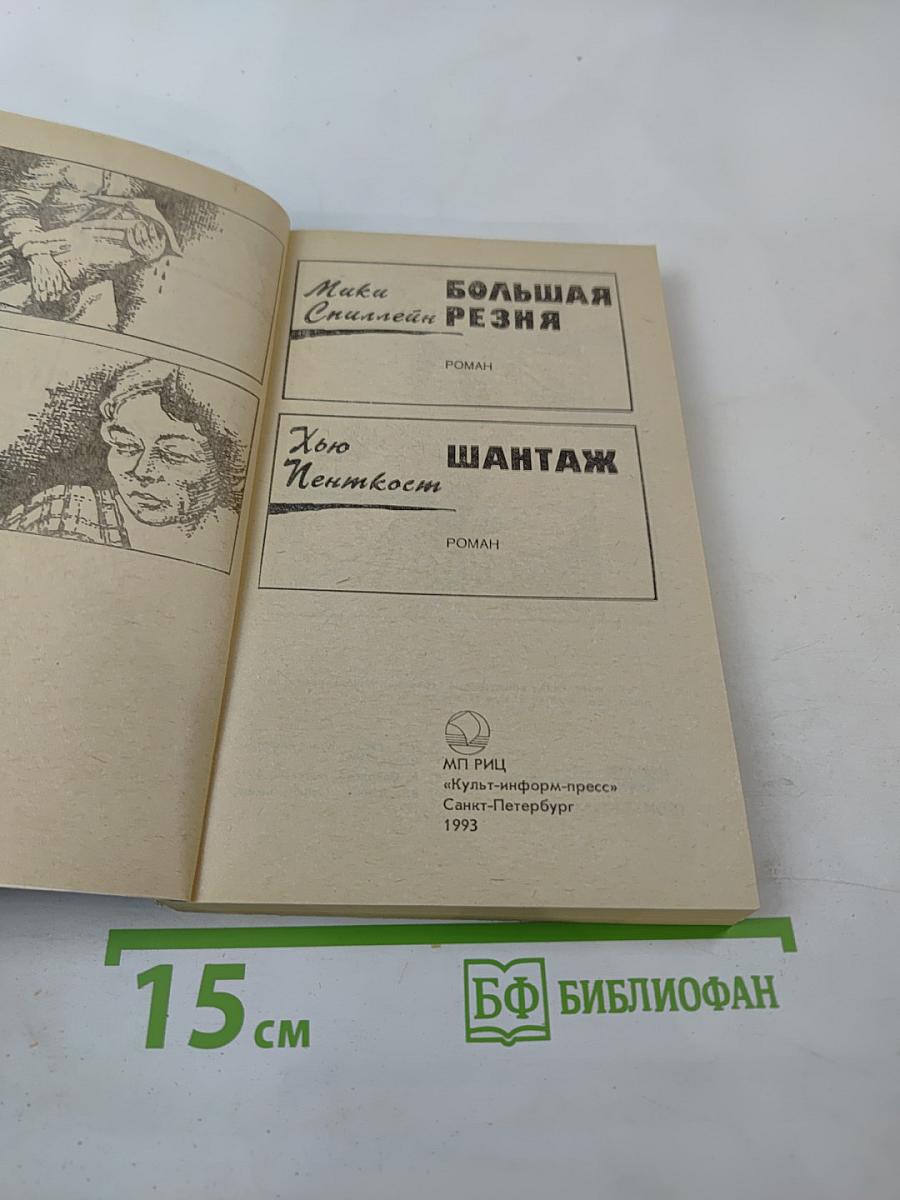 Мики
Спиллейн
БОЛЬШАЯ
РЕЗНЯ
РОМАН
Хью
Пенткост
ШАНТАЖ
РОМАН
МП РИЦ
«Культ-информ-пресс»
Санкт-Петербург
1993
15 см
БФ БИБЛИОФАН